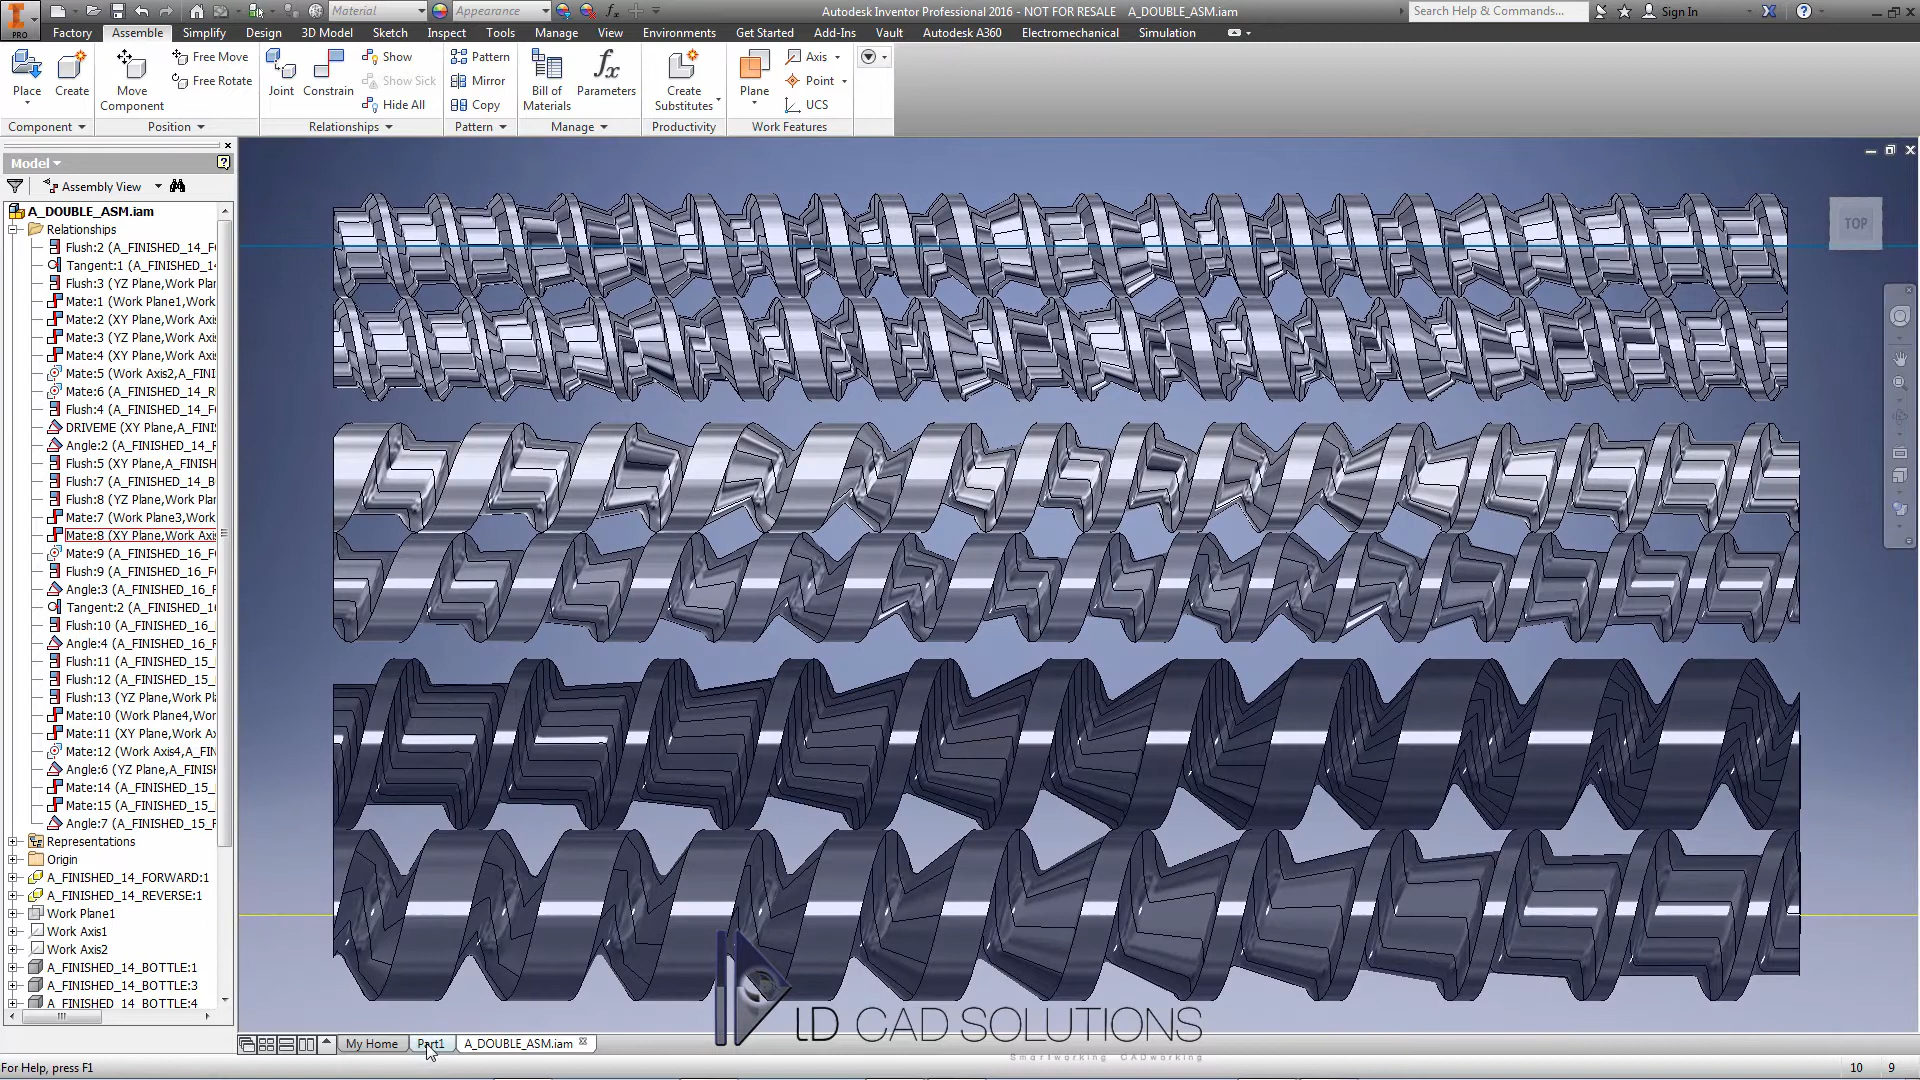 PRO
Material
Appearance
Autodesk Inventor Professional 2016 - NOT FOR RESALE A_DOUBLE_ASM.iam
Search Help & Commands...
Sign In
Factory Assemble Simplify Design 3D Model Sketch Inspect Tools Manage View Environments Get Started Add-Ins Vault Autodesk A360 Electromechanical Simulation
Place
Create
Move
Component
Free Move
Free Rotate
Joint
Constrain
Show
Show Sick
Hide All
Pattern
Mirror
Copy
Bill of
Materials
fx
Parameters
Create
Substitutes
Plane
Axis
Point
UCS
Component Position Relationships Pattern Manage Productivity Work Features
Model
Assembly View
A_DOUBLE_ASM.iam
Relationships
Flush:2 (A_FINISHED_14_F
Tangent:1 (A_FINISHED_14
Flush:3 (YZ Plane,Work Pl
Mate:1 (Work Plane1,Work
Mate:2 (XY Plane,Work Axis
Mate:3 (YZ Plane,Work Axi
Mate:4 (XY Plane,Work Axis
Mate:5 (Work Axis2,A_FINI
Mate:6 (A_FINISHED_14_R
Flush:4 (A_FINISHED_14_F
DRIVEME (XY Plane,A_FINIS
Angle:2 (A_FINISHED_14_F
Flush:5 (XY Plane,A_FINISH
Flush:7 (A_FINISHED_14_B
Flush:8 (YZ Plane,Work Plar
Mate:7 (Work Plane3,Work
Mate:8 (XY Plane,Work Axis
Mate:9 (A_FINISHED_16_F
Flush:9 (A_FINISHED_16_F
Angle:3 (A_FINISHED_16_F
Tangent:2 (A_FINISHED_16
Flush:10 (A_FINISHED_16_
Angle:4 (A_FINISHED_16_F
Flush:11 (A_FINISHED_15_
Flush:12 (A_FINISHED_15_
Flush:13 (YZ Plane,Work Pl
Mate:10 (Work Plane4,Wor
Mate:11 (XY Plane,Work A
Mate:12 (Work Axis4,A_FIN
Angle:6 (YZ Plane,A_FINIS
Mate:14 (A_FINISHED_15_
Mate:15 (A_FINISHED_15_
Angle:7 (A_FINISHED_15_F
Representations
Origin
A_FINISHED_14_FORWARD:1
A_FINISHED_14_REVERSE:1
Work Plane1
Work Axis1
Work Axis2
A_FINISHED_14_BOTTLE:1
A_FINISHED_14_BOTTLE:3
A_FINISHED_14_BOTTLE:4
TOP
LD CAD SOLUTIONS
Smartworking CADworking
My Home Part1 A_DOUBLE_ASM.iam
For Help, press F1
10 9